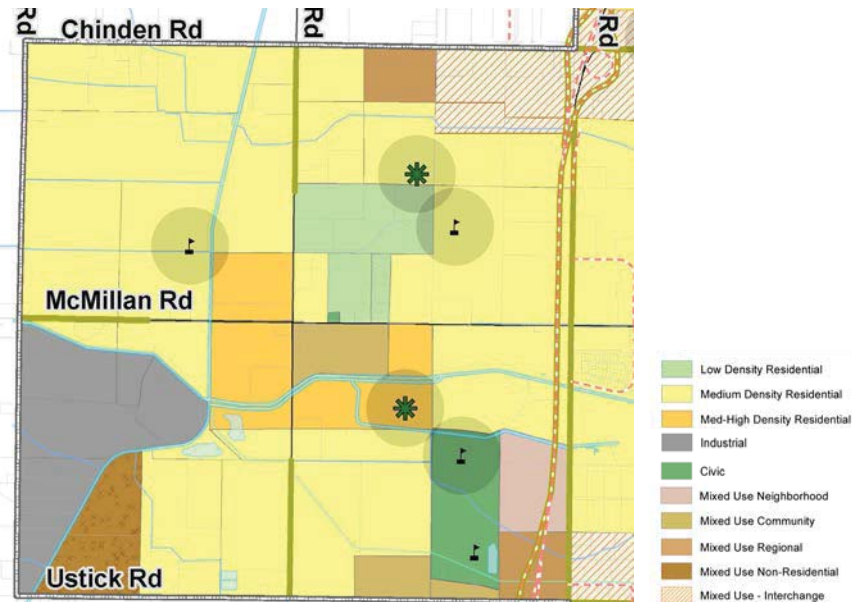 Rd
Rd
Rd
Chinden Rd
McMillan Rd
Ustick Rd
Low Density Residential
Medium Density Residential
Med-High Density Residential
Industrial
Civic
Mixed Use Neighborhood
Mixed Use Community
Mixed Use Regional
Mixed Use Non-Residential
Mixed Use - Interchange